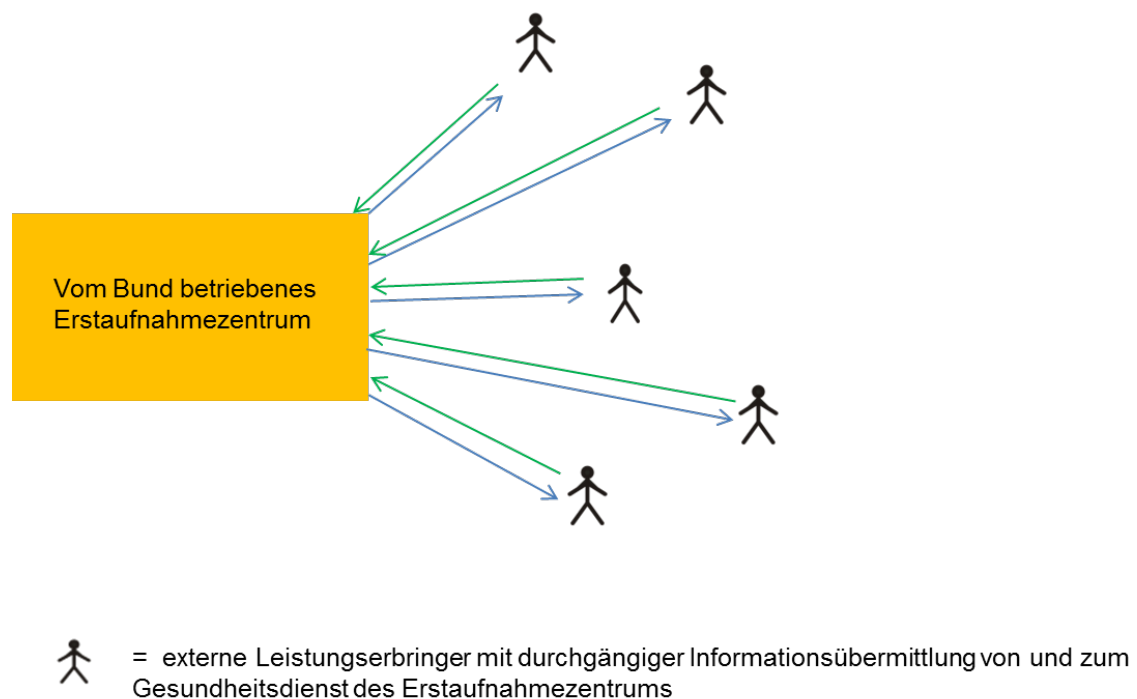 Vom Bund betriebenes
Erstaufnahmezentrum
= externe Leistungserbringer mit durchgängiger Informationsübermittlung von und zum
Gesundheitsdienst des Erstaufnahmezentrums